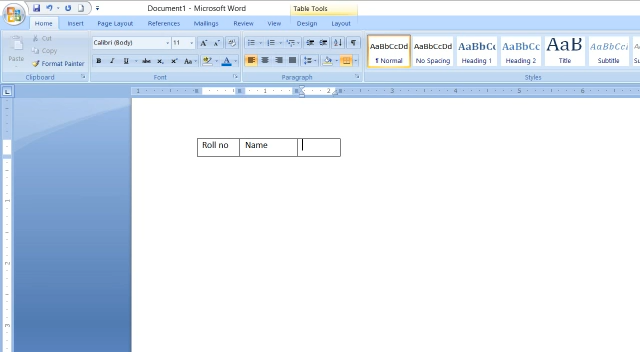 Document1 - Microsoft Word
Table Tools
Home Insert Page Layout References Mailings Review View Design Layout
Cut
Copy
Paste
Format Painter
Clipboard
Calibri (Body) 11
Font
Paragraph
AaBbCcDd AaBbCcDd AaBbCc AaBbCc AaB AaBbCcI
¶ Normal No Spacing Heading 1 Heading 2 Title Subtitle
Styles
Roll no Name